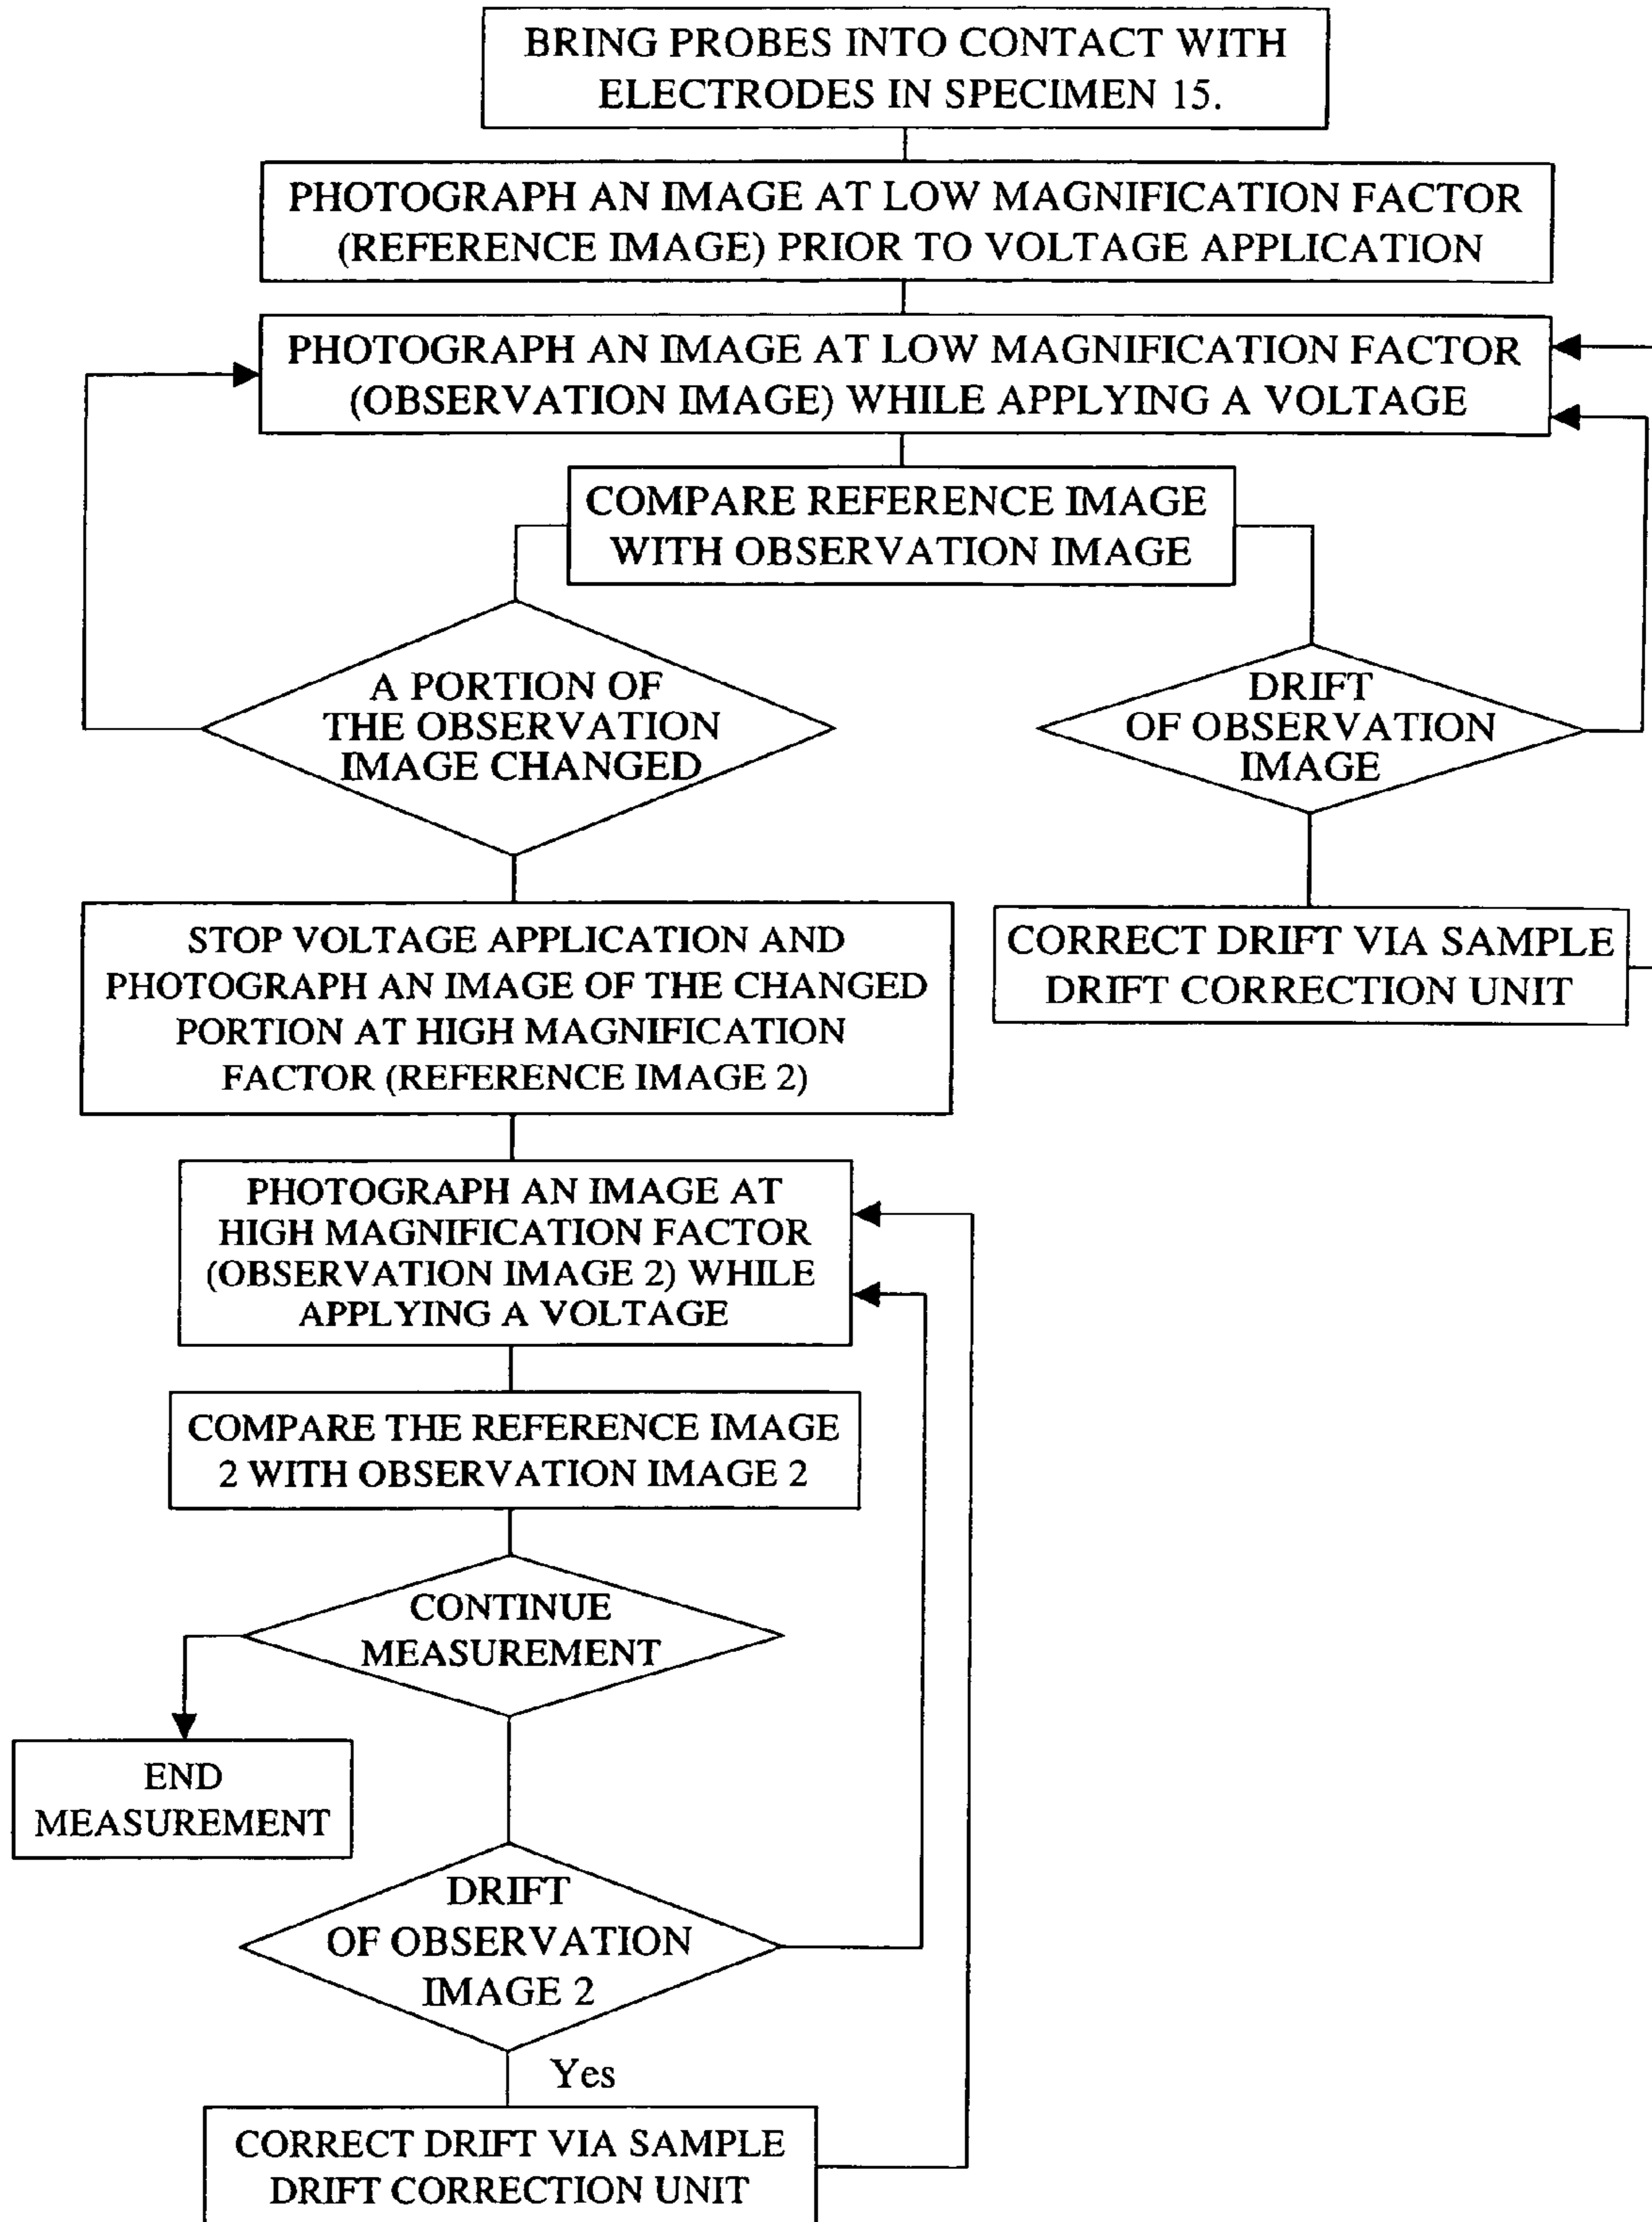 BRING PROBES INTO CONTACT WITH
ELECTRODES IN SPECIMEN 15.
PHOTOGRAPH AN IMAGE AT LOW MAGNIFICATION FACTOR
(REFERENCE IMAGE) PRIOR TO VOLTAGE APPLICATION
PHOTOGRAPH AN IMAGE AT LOW MAGNIFICATION FACTOR
(OBSERVATION IMAGE) WHILE APPLYING A VOLTAGE
COMPARE REFERENCE IMAGE
WITH OBSERVATION IMAGE
A PORTION OF
THE OBSERVATION
IMAGE CHANGED
DRIFT
OF OBSERVATION
IMAGE
STOP VOLTAGE APPLICATION AND
PHOTOGRAPH AN IMAGE OF THE CHANGED
PORTION AT HIGH MAGNIFICATION
FACTOR (REFERENCE IMAGE 2)
CORRECT DRIFT VIA SAMPLE
DRIFT CORRECTION UNIT
PHOTOGRAPH AN IMAGE AT
HIGH MAGNIFICATION FACTOR
(OBSERVATION IMAGE 2) WHILE
APPLYING A VOLTAGE
COMPARE THE REFERENCE IMAGE
2 WITH OBSERVATION IMAGE 2
CONTINUE
MEASUREMENT
END
MEASUREMENT
DRIFT
OF OBSERVATION
IMAGE 2
Yes
CORRECT DRIFT VIA SAMPLE
DRIFT CORRECTION UNIT